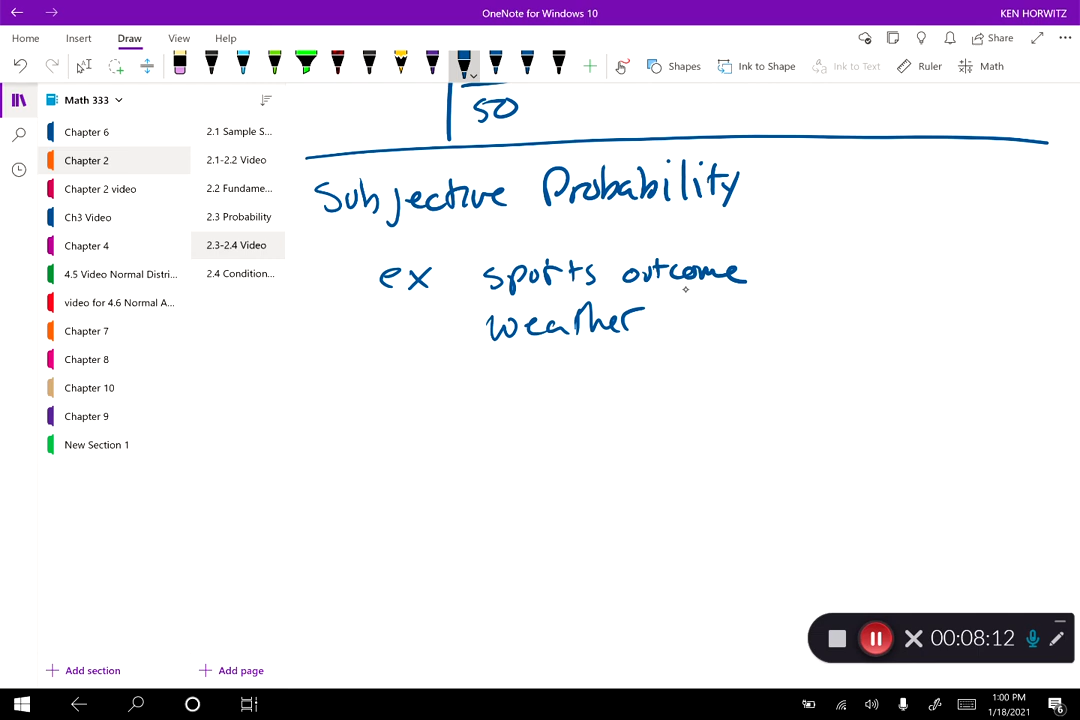 OneNote for Windows 10
KEN HORWITZ
Home Insert Draw View Help
Share
Shapes Ink to Shape Ink to Text Ruler Math
Math 333
Chapter 6
Chapter 2
Chapter 2 video
Ch3 Video
Chapter 4
4.5 Video Normal Distri...
video for 4.6 Normal A...
Chapter 7
Chapter 8
Chapter 10
Chapter 9
New Section 1
Add section
2.1 Sample S...
2.1-2.2 Video
2.2 Fundame...
2.3 Probability
2.3-2.4 Video
2.4 Condition...
Add page
50
Subjective Probability
ex sports outcome
weather
00:08:12
1:00 PM
1/18/2021
6